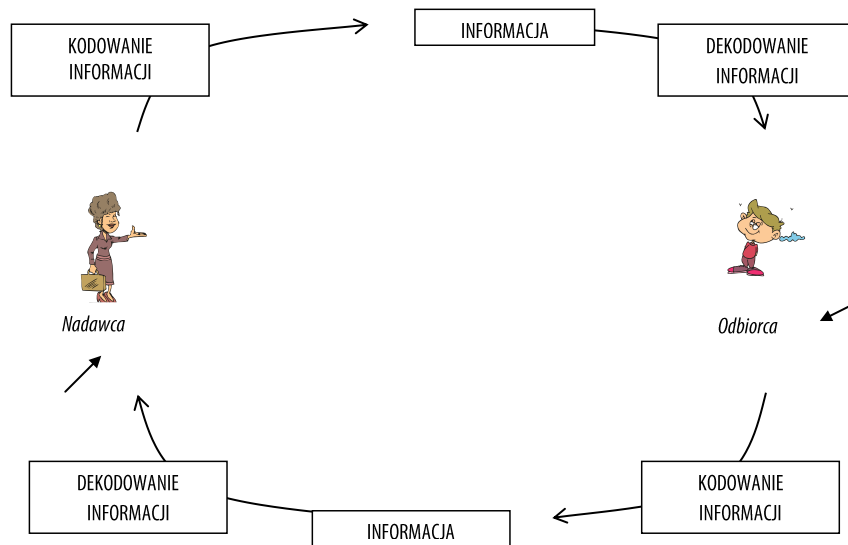 KODOWANIE
INFORMACJI
INFORMACJA
DEKODOWANIE
INFORMACJI
Nadawca
Odbiorca
DEKODOWANIE
INFORMACJI
INFORMACJA
KODOWANIE
INFORMACJI